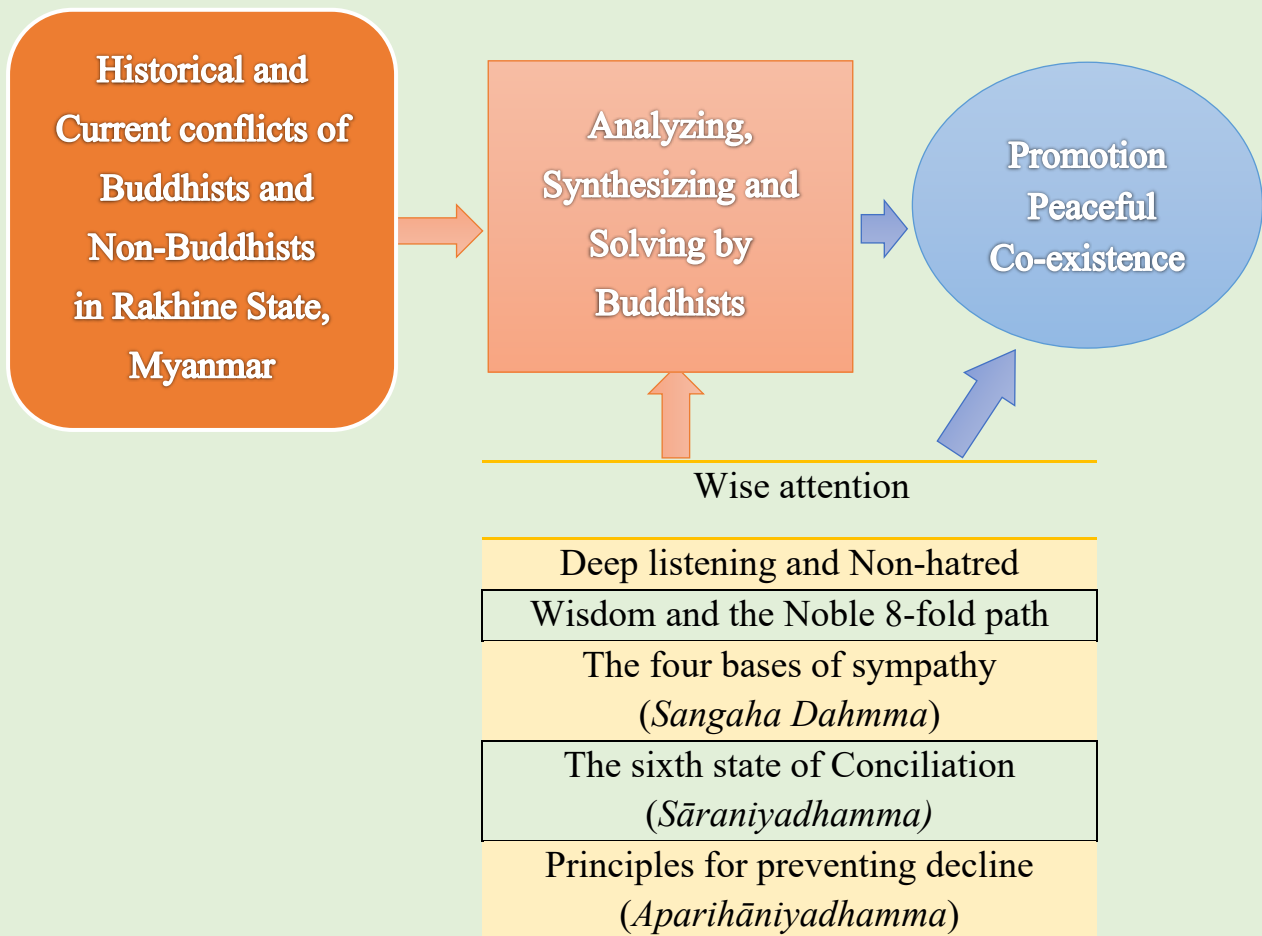 Historical and
Current conflicts of
Buddhists and
Non-Buddhists
in Rakhine State,
Myanmar
Analyzing,
Synthesizing and
Solving by
Buddhists
Promotion
Peaceful
Co-existence
Wise attention
Deep listening and Non-hatred
Wisdom and the Noble 8-fold path
The four bases of sympathy
(Sangaha Dahmma)
The sixth state of Conciliation
(Sāraniyadhamma)
Principles for preventing decline
(Aparihāniyadhamma)